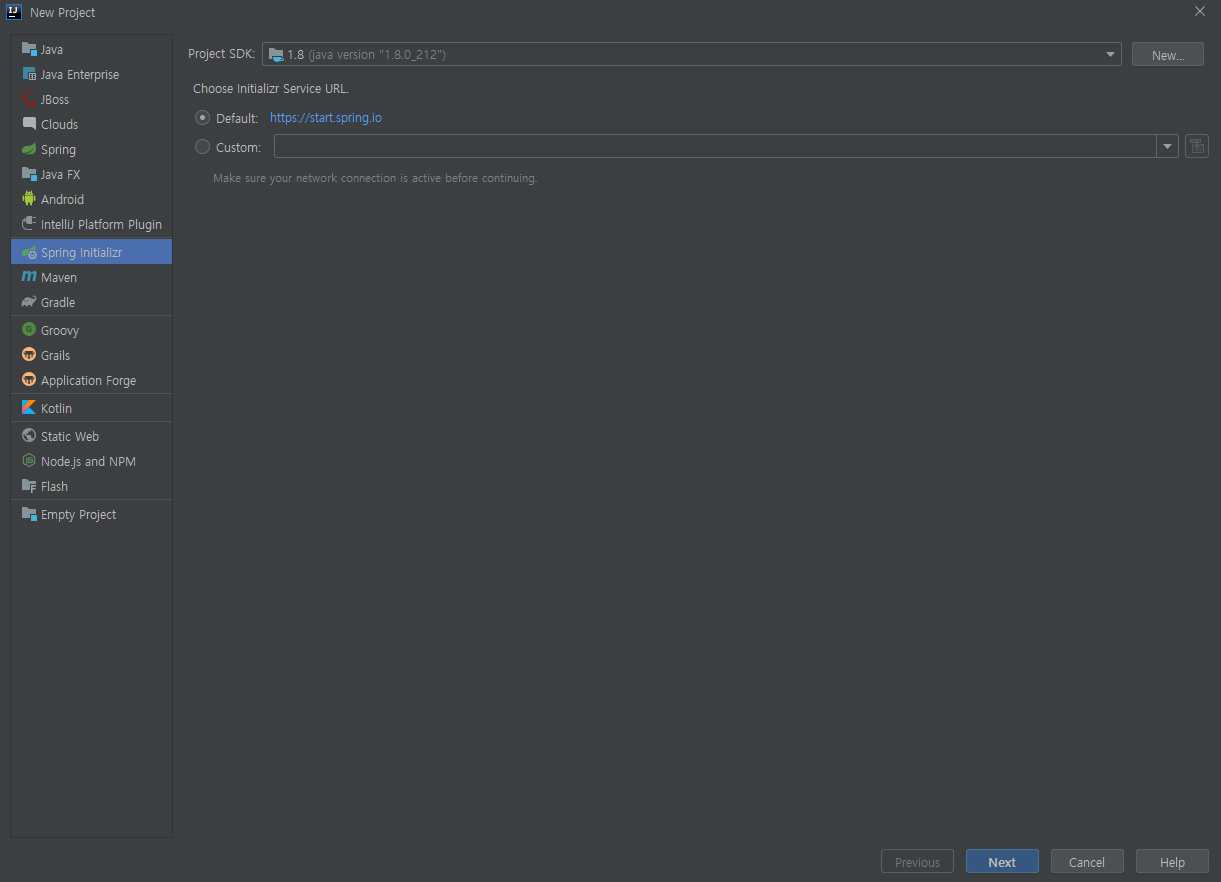 New Project
Java
Java Enterprise
JBoss
Clouds
Spring
Java FX
Android
IntelliJ Platform Plugin
Spring Initializr
Maven
Gradle
Groovy
Grails
Application Forge
Kotlin
Static Web
Node.js and NPM
Flash
Empty Project
Project SDK: 1.8 (java version "1.8.0_212") New...
Choose Initializr Service URL.
Default: https://start.spring.io
Custom:
Make sure your network connection is active before continuing.
Previous Next Cancel Help